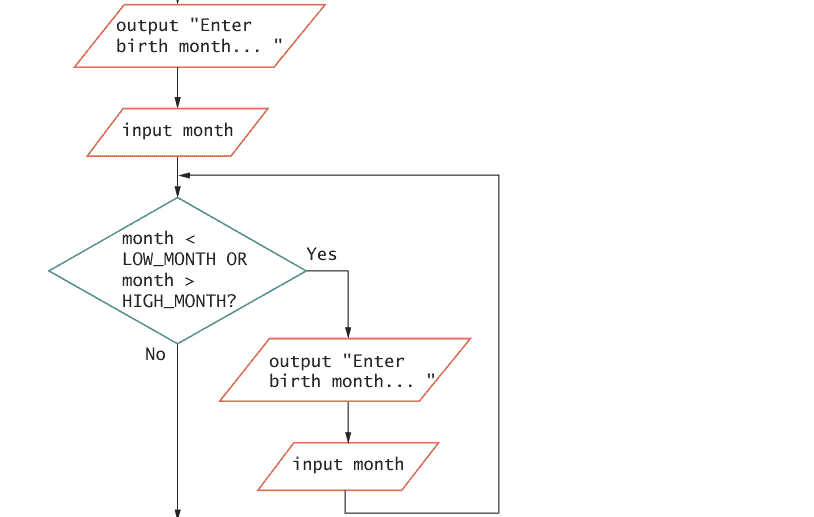 output "Enter
birth month... "
input month
month <
LOW_MONTH OR
month >
HIGH_MONTH?
Yes
No
output "Enter
birth month... "
input month